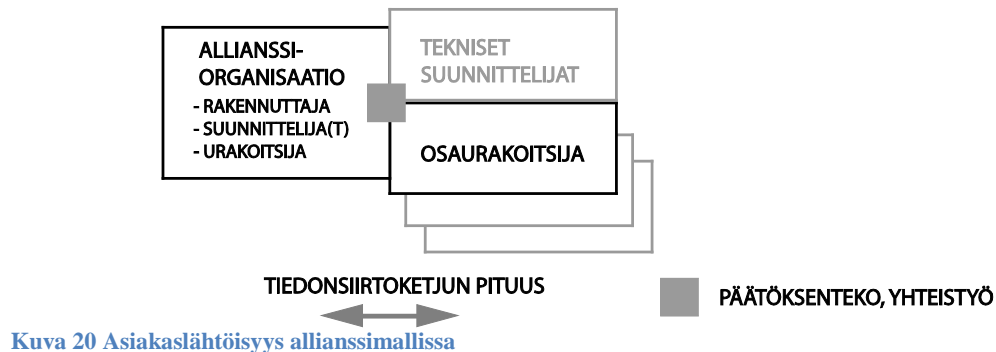 ALLIANSSI-
ORGANISAATIO
- RAKENNUTTAJA
- SUUNNITTELIJA(T)
- URAKOITSIJA
TEKNISET
SUUNNITTELIJAT
OSAURAKOITSIJA
TIEDONSIIRTOKETJUN PITUUS
PÄÄTÖKSENTEKO, YHTEISTYÖ
Kuva 20 Asiakaslähtöisyys allianssimallissa